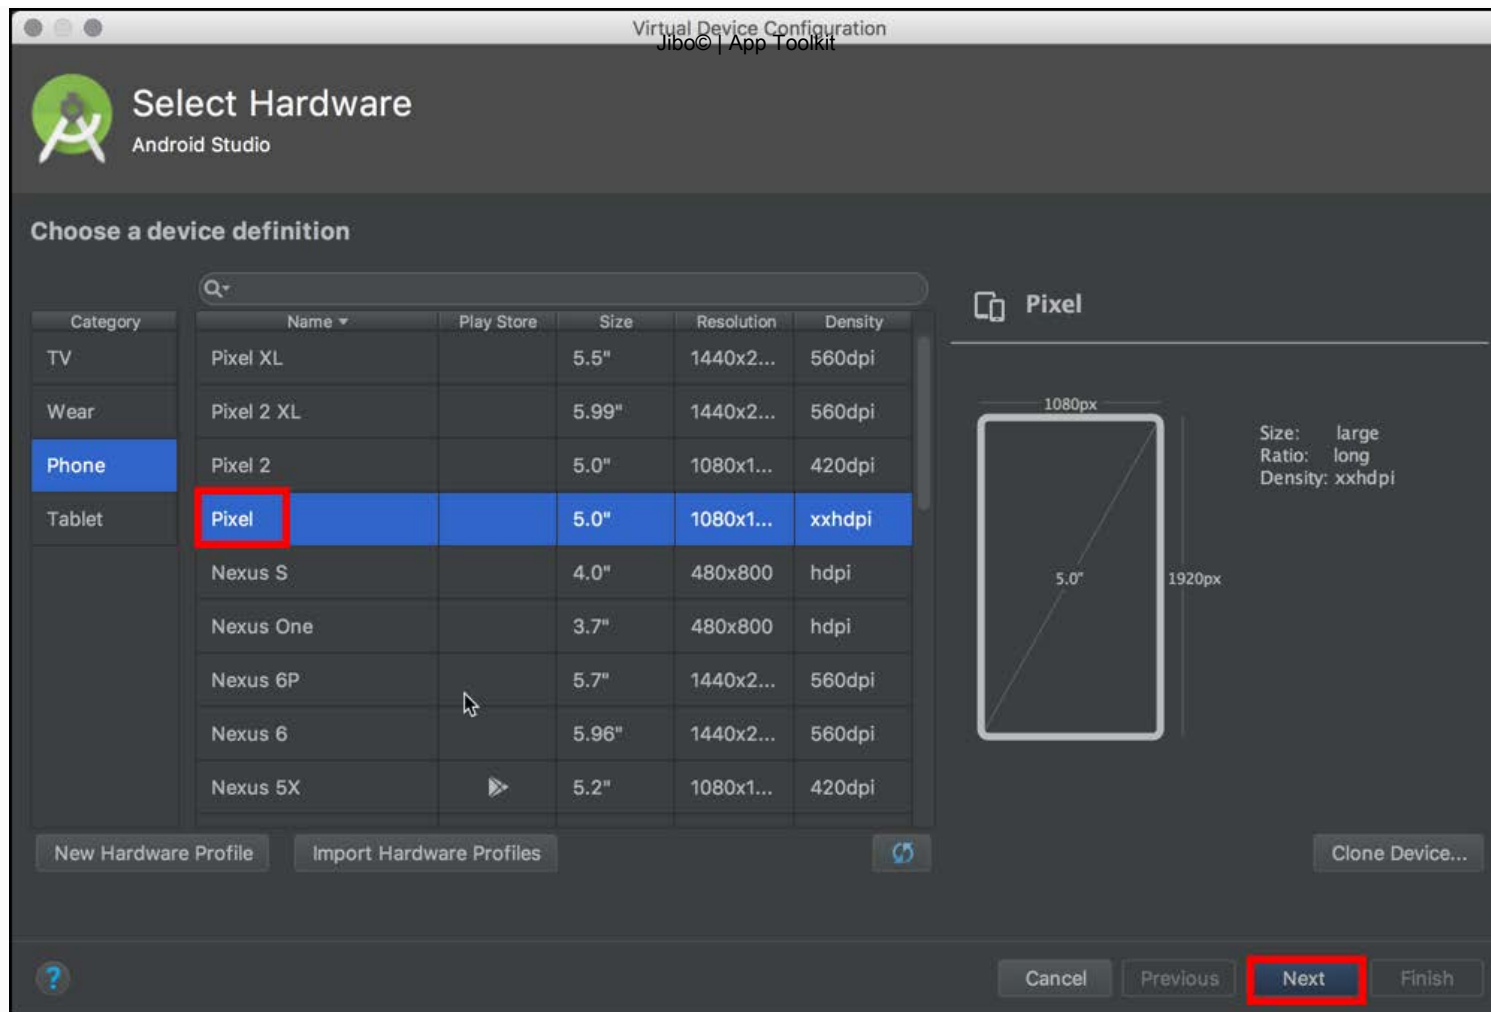 Virtual Device Configuration
Jibo© | App Toolkit
Select Hardware
Android Studio
Choose a device definition
Category
TV
Wear
Phone
Tablet
Name Play Store Size Resolution Density
Pixel XL 5.5" 1440x2... 560dpi
Pixel 2 XL 5.99" 1440x2... 560dpi
Pixel 2 5.0" 1080x1... 420dpi
Pixel 5.0" 1080x1... xxhdpi
Nexus S 4.0" 480x800 hdpi
Nexus One 3.7" 480x800 hdpi
Nexus 6P 5.7" 1440x2... 560dpi
Nexus 6 5.96" 1440x2... 560dpi
Nexus 5X 5.2" 1080x1... 420dpi
New Hardware Profile Import Hardware Profiles
Pixel
1080px
5.0"
1920px
Size: large
Ratio: long
Density: xxhdpi
Clone Device...
? Cancel Previous Next Finish